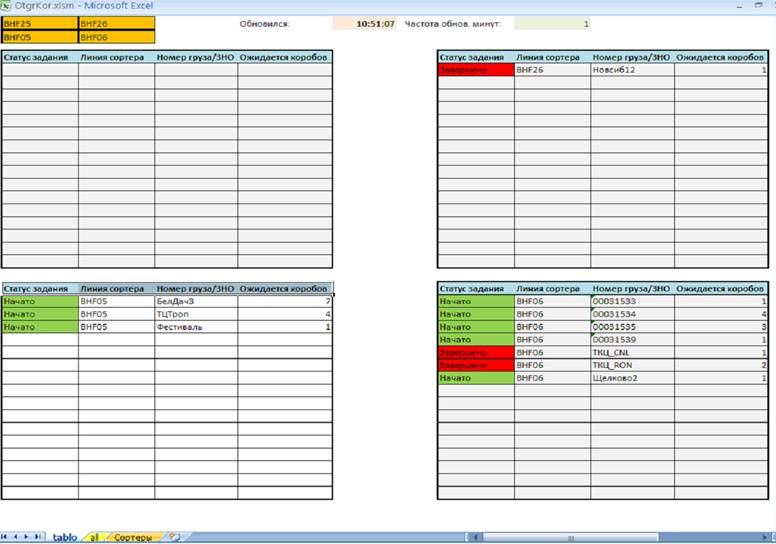 OtgrKor.xlsm - Microsoft Excel
BHF25 BHF26 Обновился: 10:51:07 Частота обнов. минут: 1
BHF05 BHF06
Статус задания Линия сортера Номер груза/ЗНО Ожидается коробов
Статус задания Линия сортера Номер груза/ЗНО Ожидается коробов
Завершено BHF26 Новсиб12 1
Статус задания Линия сортера Номер груза/ЗНО Ожидается коробов
Начато BHF05 БелДач3 7
Начато BHF05 ТЦТроп 4
Начато BHF05 Фестиваль 1
Статус задания Линия сортера Номер груза/ЗНО Ожидается коробов
Начато BHF06 00031533 1
Начато BHF06 00031534 4
Начато BHF06 00031535 3
Начато BHF06 00031539 1
Завершено BHF06 ТКЦ_CNL 1
Завершено BHF06 ТКЦ_RON 2
Начато BHF06 Щелково2 1
tablo al Сортеры